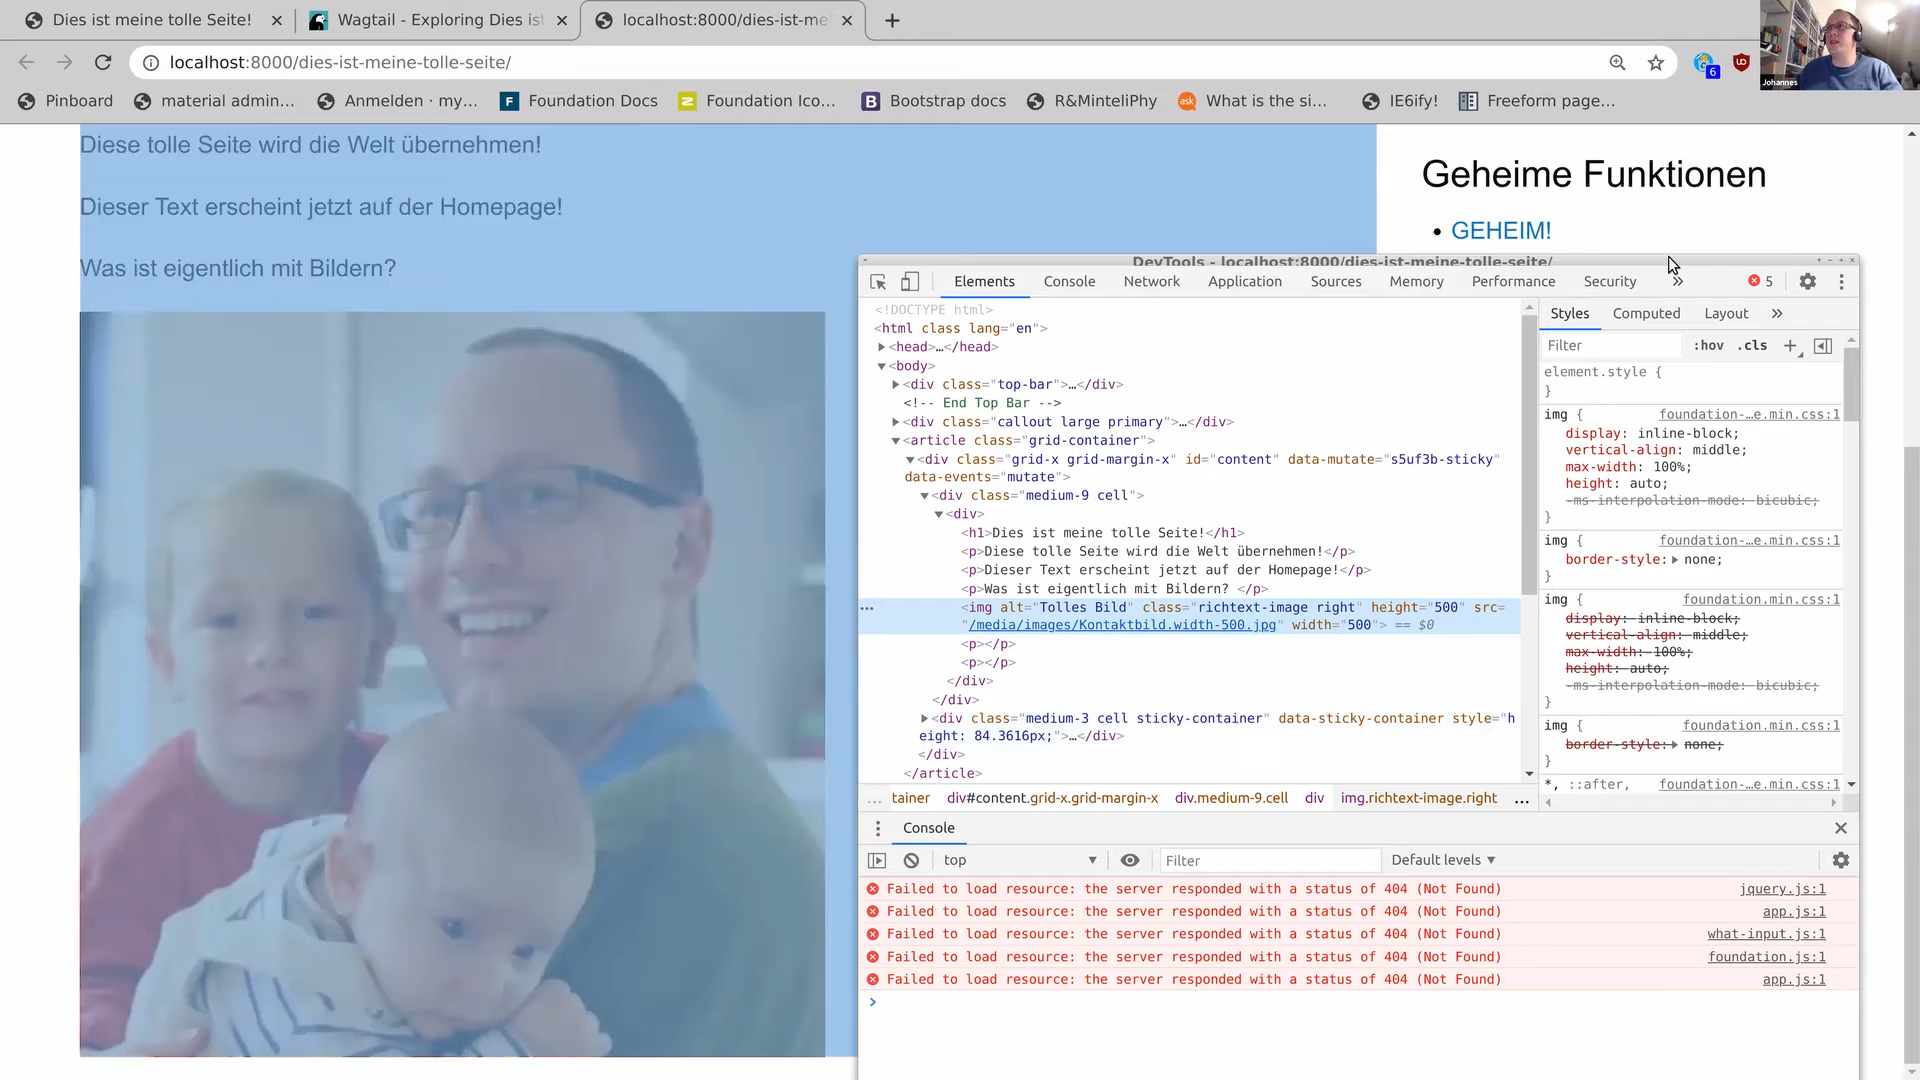 Dies ist meine tolle Seite!
Wagtail - Exploring Dies ist
localhost:8000/dies-ist-me
localhost:8000/dies-ist-meine-tolle-seite/
6
Johannes
Pinboard
material admin...
Anmelden · my...
Foundation Docs
Foundation Ico...
Bootstrap docs
R&MinteliPhy
ask What is the si...
IE6ify!
Freeform page...
Diese tolle Seite wird die Welt übernehmen!
Dieser Text erscheint jetzt auf der Homepage!
Was ist eigentlich mit Bildern?
Geheime Funktionen
• GEHEIM!
DevTools - localhost:8000/dies-ist-meine-tolle-seite/
Elements Console Network Application Sources Memory Performance Security » 5
<!DOCTYPE html>
<html class lang="en">
<head>…</head>
<body>
<div class="top-bar">…</div>
<!-- End Top Bar -->
<div class="callout large primary">…</div>
<article class="grid-container">
<div class="grid-x grid-margin-x" id="content" data-mutate="s5uf3b-sticky"
data-events="mutate">
<div class="medium-9 cell">
<div>
<h1>Dies ist meine tolle Seite!</h1>
<p>Diese tolle Seite wird die Welt übernehmen!</p>
<p>Dieser Text erscheint jetzt auf der Homepage!</p>
<p>Was ist eigentlich mit Bildern? </p>
<img alt="Tolles Bild" class="richtext-image right" height="500" src=
"/media/images/Kontaktbild.width-500.jpg" width="500"> == $0
<p></p>
<p></p>
</div>
</div>
<div class="medium-3 cell sticky-container" data-sticky-container style="h
eight: 84.3616px;">…</div>
</div>
</article>
... tainer div#content.grid-x.grid-margin-x div.medium-9.cell div img.richtext-image.right ...
Styles Computed Layout »
Filter :hov .cls +
element.style {
}
img { foundation-…e.min.css:1
display: inline-block;
vertical-align: middle;
max-width: 100%;
height: auto;
-ms-interpolation-mode: bicubic;
}
img { foundation-…e.min.css:1
border-style: none;
}
img { foundation.min.css:1
display: inline-block;
vertical-align: middle;
max-width: 100%;
height: auto;
-ms-interpolation-mode: bicubic;
}
img { foundation.min.css:1
border-style: none;
}
*, ::after, foundation-…e.min.css:1
Console
top Filter Default levels
Failed to load resource: the server responded with a status of 404 (Not Found) jquery.js:1
Failed to load resource: the server responded with a status of 404 (Not Found) app.js:1
Failed to load resource: the server responded with a status of 404 (Not Found) what-input.js:1
Failed to load resource: the server responded with a status of 404 (Not Found) foundation.js:1
Failed to load resource: the server responded with a status of 404 (Not Found) app.js:1
>